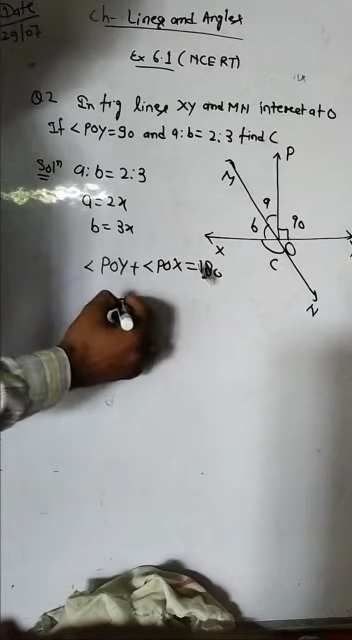 Date
29/07
Ch- Lines and Angles
Ex 6.1 (NCERT)
Q2 In fig lines XY and MN interect at O
If <POY=90 and a:b=2:3 find C
Solⁿ a:b=2:3
a=2x
b=3x
<POY+<POX=180
P
M
a
b
90
X
O
C
N